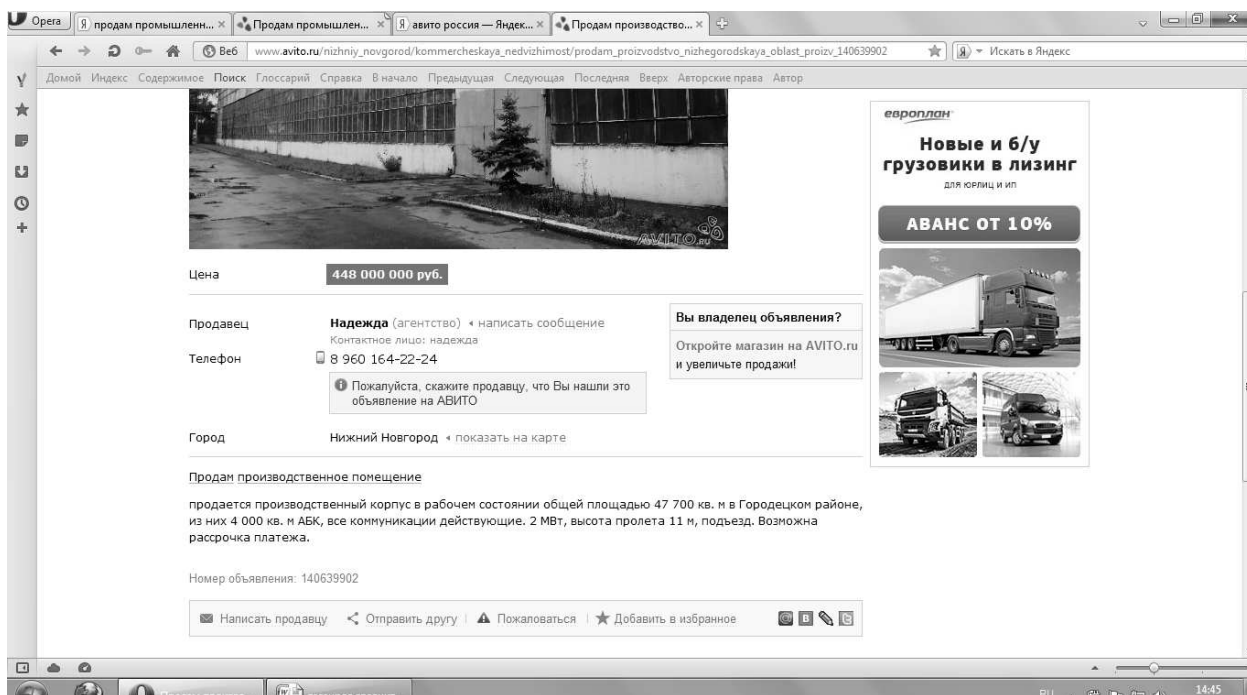 Opera
продам промышленн...
Продам промышлен...
авито россия — Яндек...
Продам производство...
Веб
www.avito.ru/nizhniy_novgorod/kommercheskaya_nedvizhimost/prodam_proizvodstvo_nizhegorodskaya_oblast_proizv_140639902
Искать в Яндекс
Домой Индекс Содержимое Поиск Глоссарий Справка В начало Предыдущая Следующая Последняя Вверх Авторские права Автор
AVITO.RU
Цена 448 000 000 руб.
Продавец Надежда (агентство) написать сообщение
Контактное лицо: надежда
Телефон 8 960 164-22-24
Пожалуйста, скажите продавцу, что Вы нашли это
объявление на АВИТО
Город Нижний Новгород показать на карте
Вы владелец объявления?
Откройте магазин на AVITO.ru
и увеличьте продажи!
Продам производственное помещение
продается производственный корпус в рабочем состоянии общей площадью 47 700 кв. м в Городецком районе,
из них 4 000 кв. м АБК, все коммуникации действующие. 2 МВт, высота пролета 11 м, подъезд. Возможна
рассрочка платежа.
Номер объявления: 140639902
Написать продавцу Отправить другу Пожаловаться Добавить в избранное
европлан
Новые и б/у
грузовики в лизинг
для юрлиц и ип
АВАНС ОТ 10%
RU
14:45